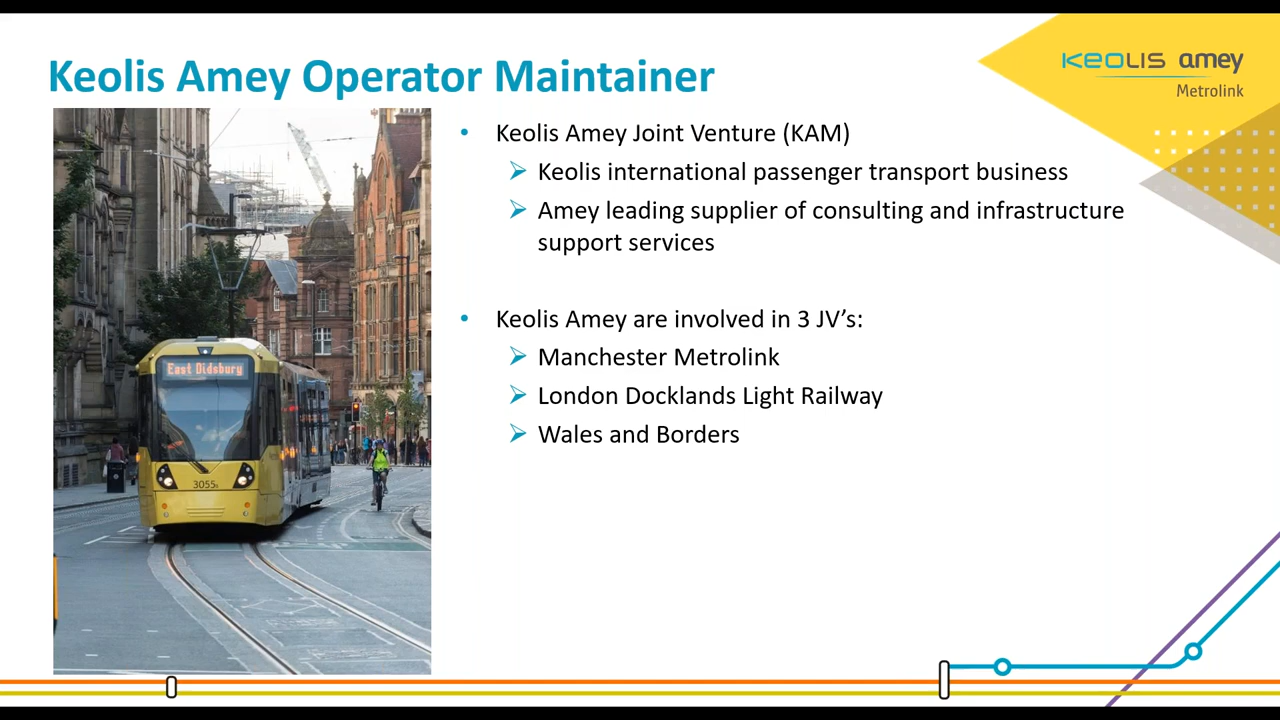 Keolis Amey Operator Maintainer
KEOLIS amey
Metrolink
East Didsbury
3055
• Keolis Amey Joint Venture (KAM)
➢ Keolis international passenger transport business
➢ Amey leading supplier of consulting and infrastructure
support services
• Keolis Amey are involved in 3 JV’s:
➢ Manchester Metrolink
➢ London Docklands Light Railway
➢ Wales and Borders